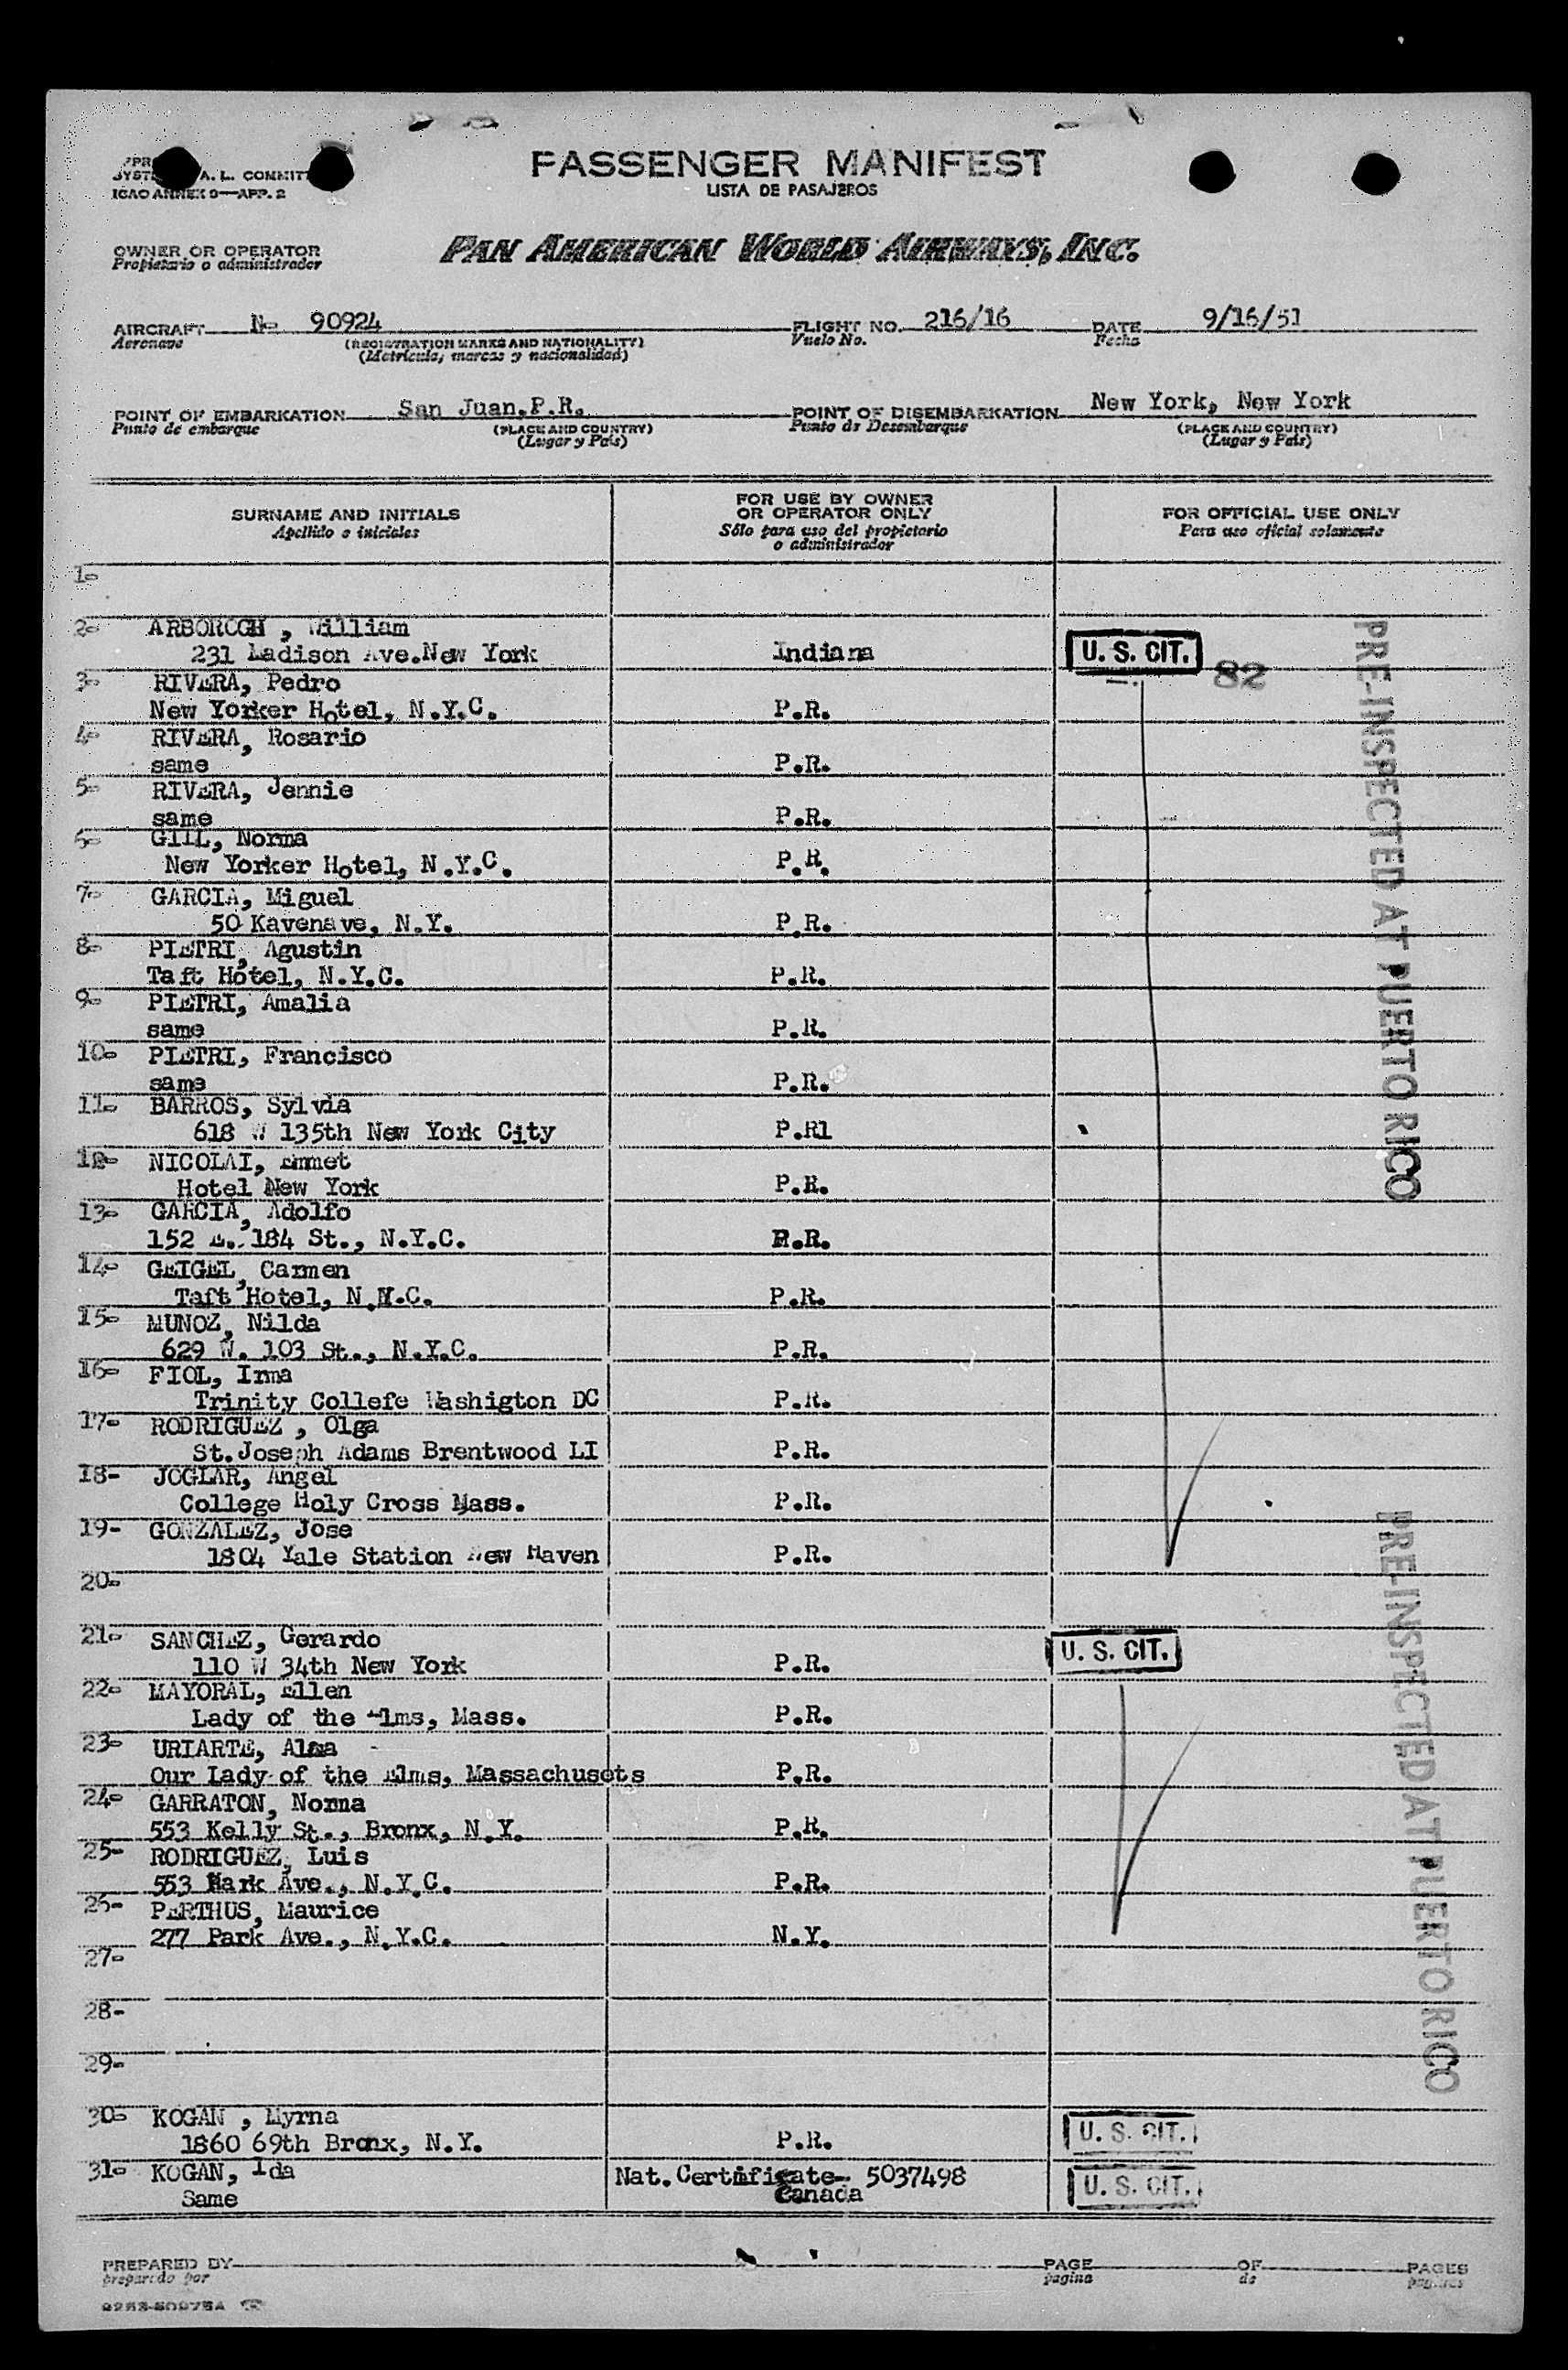 PASSENGER MANIFEST
LISTA DE PASAJEROS
A. L. COMMITT
ICAO ANNEX 9—APP. 2
OWNER OR OPERATOR
Propietario o administrador
PAN AMERICAN WORLD AIRWAYS, INC.
AIRCRAFT N- 90924 FLIGHT NO. 216/16 DATE 9/16/51
Aeronave (REGISTRATION MARKS AND NATIONALITY) Vuelo No. Fecha
(Matricula, marcas y nacionalidad)
POINT OF EMBARKATION San Juan.P.R. POINT OF DISEMBARKATION New York, New York
Punto de embarque (PLACE AND COUNTRY) Punto de Desembarque (PLACE AND COUNTRY)
(Lugar y País) (Lugar y País)
SURNAME AND INITIALS FOR USE BY OWNER OR OPERATOR ONLY FOR OFFICIAL USE ONLY
Apellido e iniciales Sólo para uso del propietario o administrador Para uso oficial solamente
1-
2- ARBOROGH , William
231 Madison Ave.New York Indiana U. S. CIT. 82
3- RIVERA, Pedro
New Yorker Hotel, N.Y.C. P.R.
4- RIVERA, Rosario
same P.R.
5- RIVERA, Jennie
same P.R.
6- GILL, Norma
New Yorker Hotel, N.Y.C. P.R.
7- GARCIA, Miguel
50 Kavenave, N.Y. P.R.
8- PIETRI, Agustin
Taft Hotel, N.Y.C. P.R.
9- PIETRI, Amalia
same P.R.
10- PIETRI, Francisco
same P.R.
11- BARROS, Sylvia
618 W 135th New York City P.R1
12- NICOLAI, Emmet
Hotel New York P.R.
13- GARCIA, Adolfo
152 E. 184 St., N.Y.C. P.R.
14- GEIGEL, Carmen
Taft Hotel, N.Y.C. P.R.
15- MUNOZ, Nilda
629 W. 103 St., N.Y.C. P.R.
16- FIOL, Irma
Trinity Collefe Washigton DC P.R.
17- RODRIGUEZ , Olga
St.Joseph Adams Brentwood LI P.R.
18- JOGLAR, Angel
College Holy Cross Mass. P.R.
19- GONZALEZ, Jose
1804 Yale Station New Haven P.R.
20-
21- SANCHEZ, Gerardo
110 W 34th New York P.R. U. S. CIT.
22- MAYORAL, Ellen
Lady of the Elms, Mass. P.R.
23- URIARTE, Alma
Our Lady of the Elms, Massachusets P.R.
24- GARRATON, Norma
553 Kelly St., Bronx, N.Y. P.R.
25- RODRIGUEZ, Luis
553 Park Ave., N.Y.C. P.R.
26- PERTHUS, Maurice
277 Park Ave., N.Y.C. N.Y.
27-
28-
29-
30- KOGAN , Myrna
1860 69th Bronx, N.Y. P.R. U. S. CIT.
31- KOGAN, Ida Nat.Certificate- 5037498
Same Canada U. S. CIT.
PRE-INSPECTED AT PUERTO RICO
PRE-INSPECTED AT PUERTO RICO
PREPARED BY PAGE OF PAGES
preparado por pagina de paginas